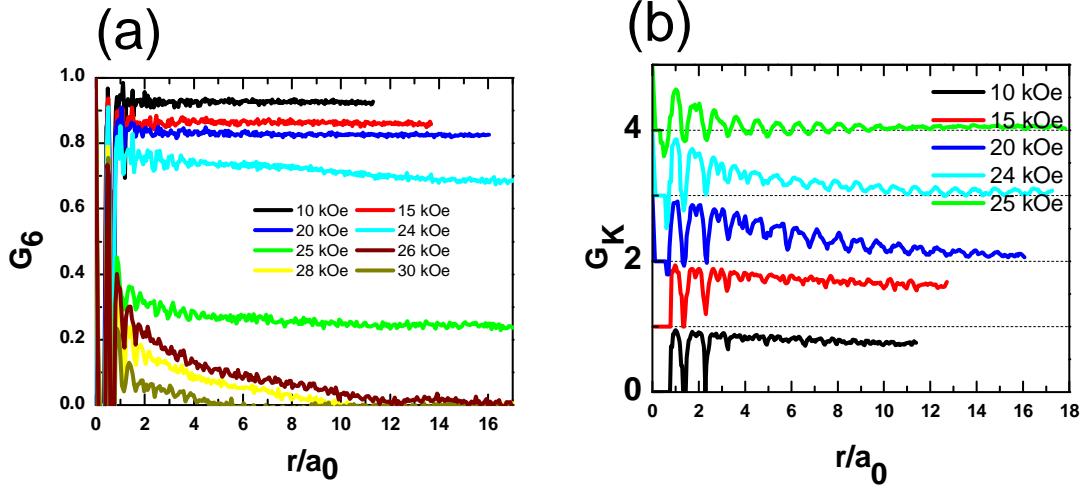 (a)
1.0
0.8
0.6
0.4
0.2
0.0
G6
10 kOe 15 kOe
20 kOe 24 kOe
25 kOe 26 kOe
28 kOe 30 kOe
0 2 4 6 8 10 12 14 16
r/a0
(b)
4
3
2
1
0
GK
10 kOe
15 kOe
20 kOe
24 kOe
25 kOe
0 2 4 6 8 10 12 14 16 18
r/a0